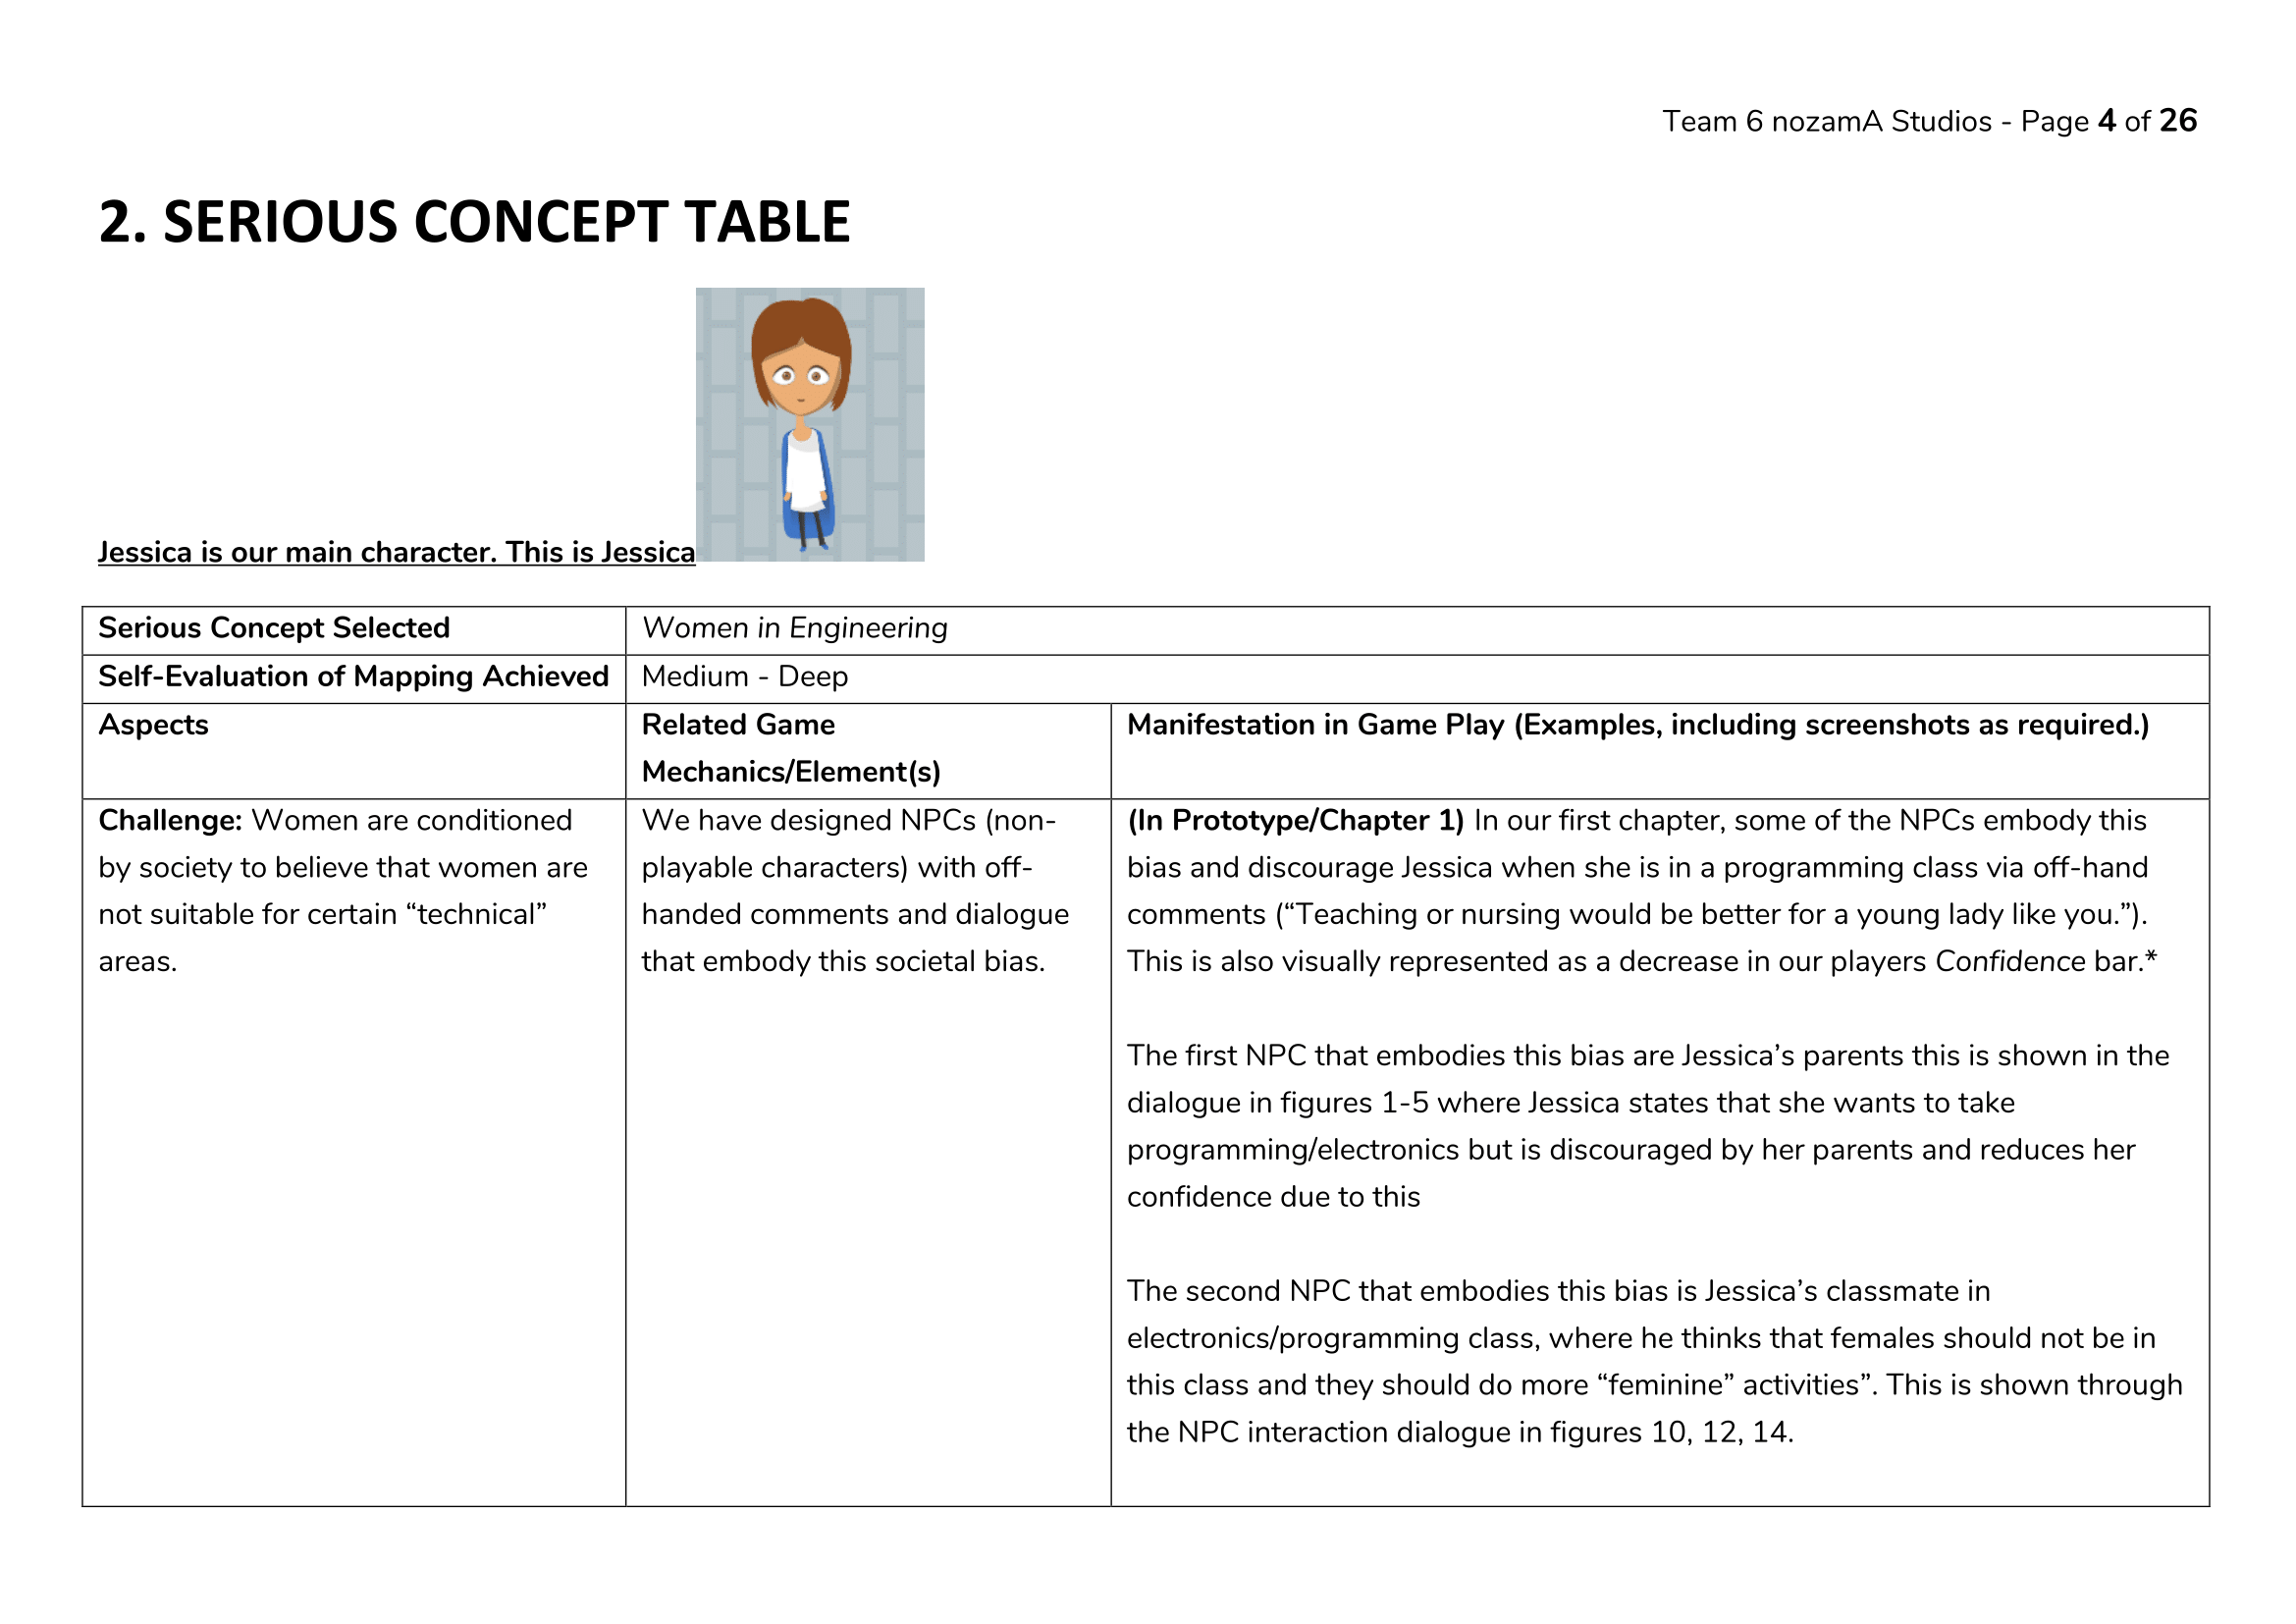 Team 6 nozamA Studios - Page 4 of 26
2. SERIOUS CONCEPT TABLE
Jessica is our main character. This is Jessica
Serious Concept Selected
Women in Engineering
Self-Evaluation of Mapping Achieved
Medium - Deep
Aspects
Related Game
Mechanics/Element(s)
Manifestation in Game Play (Examples, including screenshots as required.)
Challenge: Women are conditioned
by society to believe that women are
not suitable for certain “technical”
areas.
We have designed NPCs (non-
playable characters) with off-
handed comments and dialogue
that embody this societal bias.
(In Prototype/Chapter 1) In our first chapter, some of the NPCs embody this
bias and discourage Jessica when she is in a programming class via off-hand
comments (“Teaching or nursing would be better for a young lady like you.”).
This is also visually represented as a decrease in our players Confidence bar.*
The first NPC that embodies this bias are Jessica’s parents this is shown in the
dialogue in figures 1-5 where Jessica states that she wants to take
programming/electronics but is discouraged by her parents and reduces her
confidence due to this
The second NPC that embodies this bias is Jessica’s classmate in
electronics/programming class, where he thinks that females should not be in
this class and they should do more “feminine” activities”. This is shown through
the NPC interaction dialogue in figures 10, 12, 14.